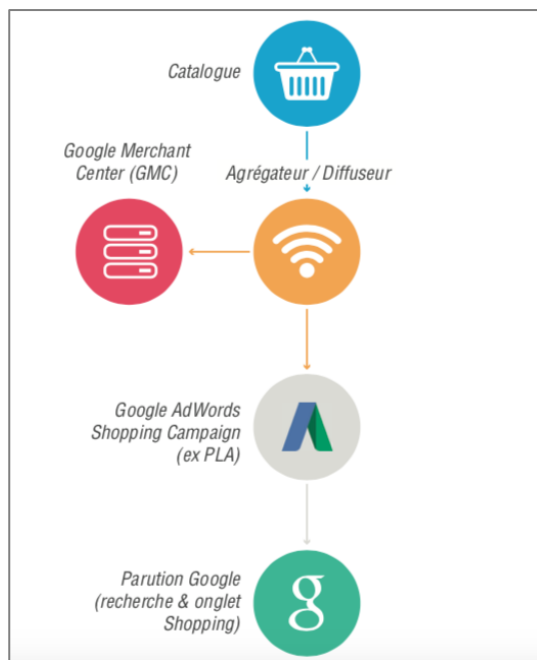 Catalogue
Google Merchant
Center (GMC)
Agrégateur / Diffuseur
Google AdWords
Shopping Campaign
(ex PLA)
Parution Google
(recherche & onglet
Shopping)
g